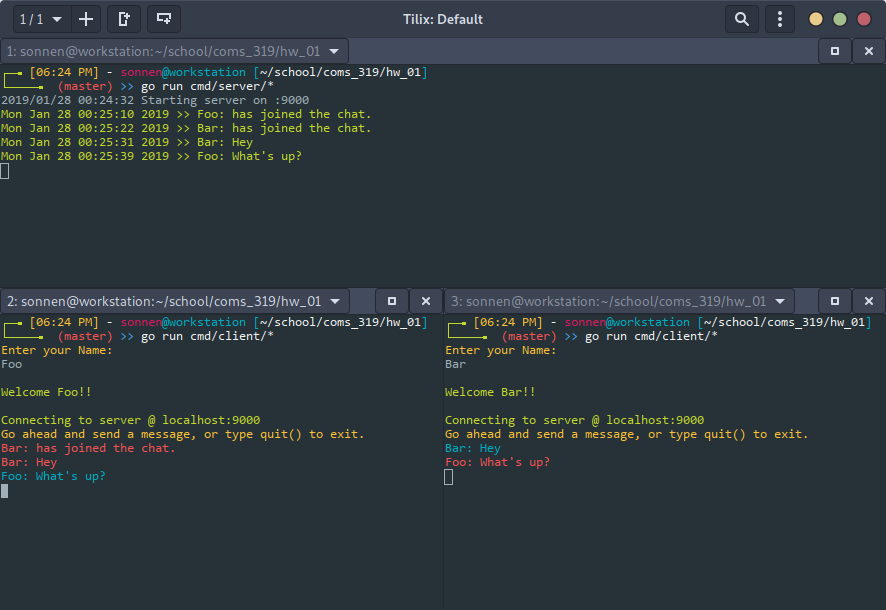 1 / 1
Tilix: Default
1: sonnen@workstation:~/school/coms_319/hw_01
[06:24 PM] - sonnen@workstation [~/school/coms_319/hw_01]
(master) >> go run cmd/server/*
2019/01/28 00:24:32 Starting server on :9000
Mon Jan 28 00:25:10 2019 >> Foo: has joined the chat.
Mon Jan 28 00:25:22 2019 >> Bar: has joined the chat.
Mon Jan 28 00:25:31 2019 >> Bar: Hey
Mon Jan 28 00:25:39 2019 >> Foo: What's up?
2: sonnen@workstation:~/school/coms_319/hw_01
[06:24 PM] - sonnen@workstation [~/school/coms_319/hw_01]
(master) >> go run cmd/client/*
Enter your Name:
Foo
Welcome Foo!!
Connecting to server @ localhost:9000
Go ahead and send a message, or type quit() to exit.
Bar: has joined the chat.
Bar: Hey
Foo: What's up?
3: sonnen@workstation:~/school/coms_319/hw_01
[06:24 PM] - sonnen@workstation [~/school/coms_319/hw_01]
(master) >> go run cmd/client/*
Enter your Name:
Bar
Welcome Bar!!
Connecting to server @ localhost:9000
Go ahead and send a message, or type quit() to exit.
Bar: Hey
Foo: What's up?